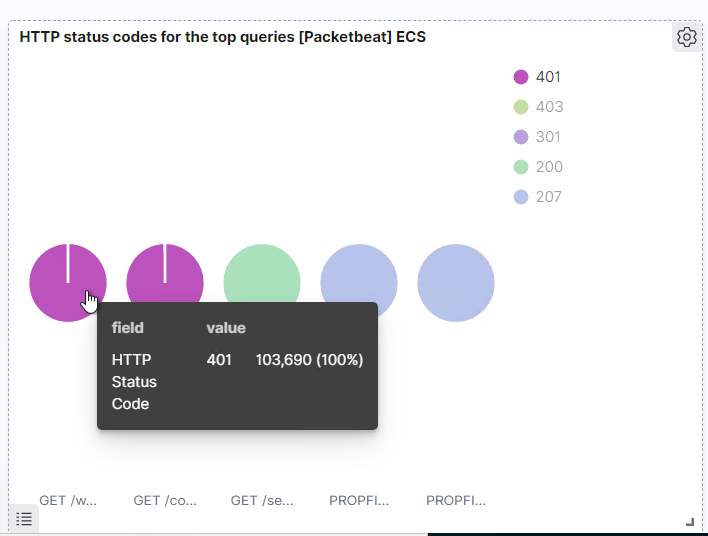 HTTP status codes for the top queries [Packetbeat] ECS
401
403
301
200
207
field value
HTTP 401 103,690 (100%)
Status
Code
GET /w... GET /co... GET /se... PROPFI... PROPFI...